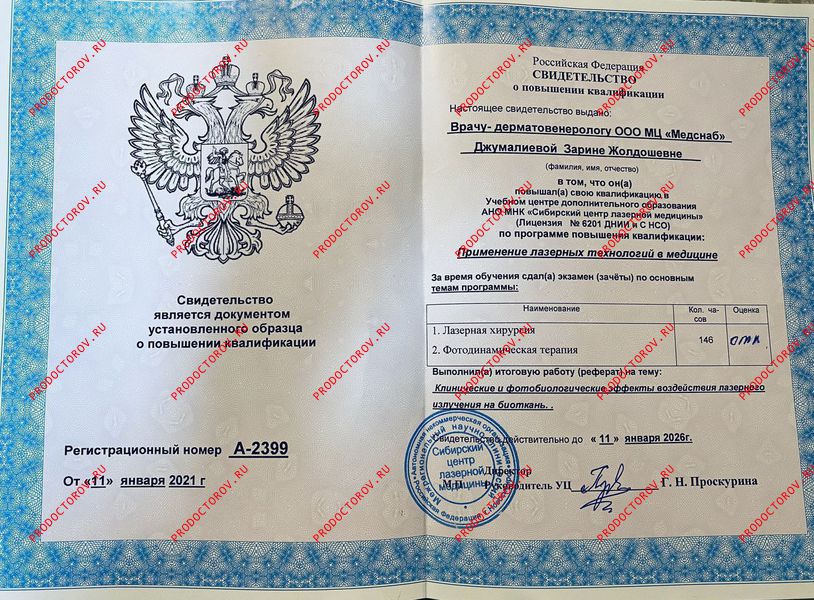 Свидетельство
является документом
установленного образца
о повышении квалификации
Регистрационный номер А-2399
От «11» января 2021 г
Российская Федерация
СВИДЕТЕЛЬСТВО
о повышении квалификации
Настоящее свидетельство выдано:
Врачу- дерматовенерологу ООО МЦ «Медснаб»
Джумалиевой Зарине Жолдошевне
(фамилия, имя, отчество)
в том, что он(а)
повышал(а) свою квалификацию в
Учебном центре дополнительного образования
АНО МНК «Сибирский центр лазерной медицины»
(Лицензия № 6201 ДНИИ и С НСО)
по программе повышения квалификации:
Применение лазерных технологий в медицине
За время обучения сдал(а) экзамен (зачёты) по основным
темам программы:
Наименование Кол. ча-
сов Оценка
1. Лазерная хирургия
146 отл
2. Фотодинамическая терапия
Выполнил(а) итоговую работу (реферат) на тему:
Клинические и фотобиологические эффекты воздействия лазерного
излучения на биоткань. .
Свидетельство действительно до « 11 » января 2026г.
Директор
М.П. Руководитель УЦ Г. Н. Проскурина
Сибирский
центр
лазерной
медицины
PRODOCTOROV.RU